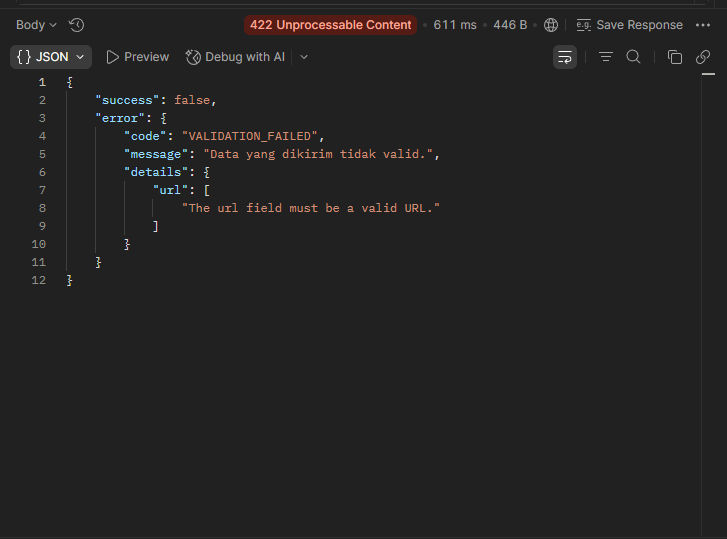 Body 422 Unprocessable Content • 611 ms • 446 B • e.g. Save Response
{} JSON Preview Debug with AI
1 {
2 "success": false,
3 "error": {
4 "code": "VALIDATION_FAILED",
5 "message": "Data yang dikirim tidak valid.",
6 "details": {
7 "url": [
8 "The url field must be a valid URL."
9 ]
10 }
11 }
12 }